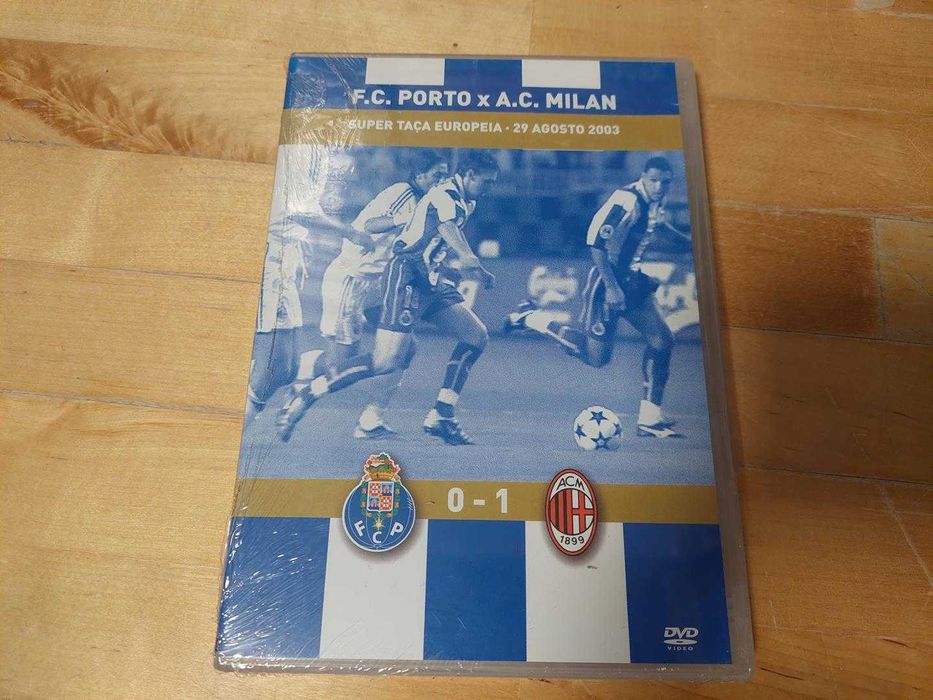 F.C. PORTO x A.C. MILAN
SUPER TAÇA EUROPEIA · 29 AGOSTO 2003
0 - 1
FCP
ACM
1899
DVD
VIDEO